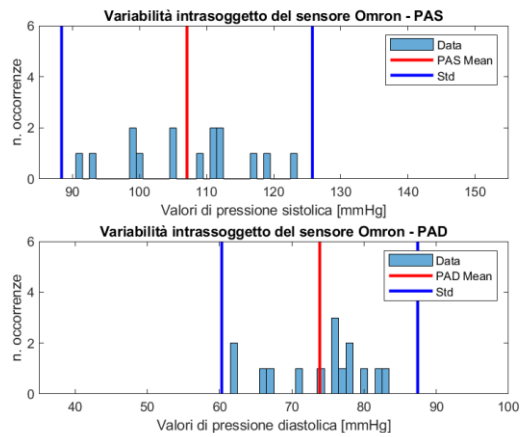 Variabilità intrasoggetto del sensore Omron - PAS
6
4
2
0
n. occorrenze
Data
PAS Mean
Std
90 100 110 120 130 140 150
Valori di pressione sistolica [mmHg]
Variabilità intrassoggetto del sensore Omron - PAD
6
4
2
0
n. occorrenze
Data
PAD Mean
Std
40 50 60 70 80 90 100
Valori di pressione diastolica [mmHg]